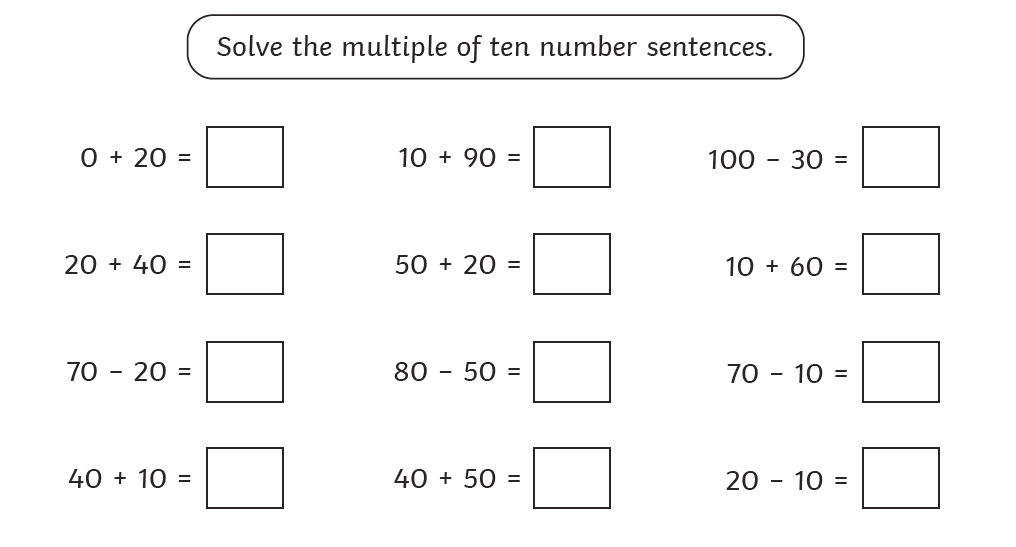 Solve the multiple of ten number sentences.
0 + 20 =
10 + 90 =
100 – 30 =
20 + 40 =
50 + 20 =
10 + 60 =
70 – 20 =
80 – 50 =
70 – 10 =
40 + 10 =
40 + 50 =
20 – 10 =